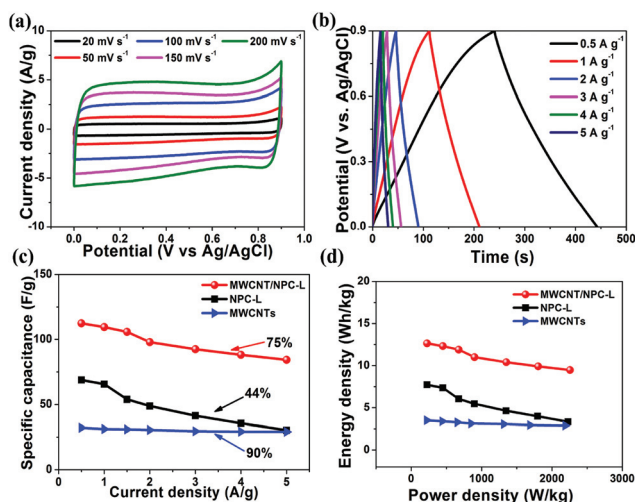 (a)
20 mV s⁻¹ 100 mV s⁻¹ 200 mV s⁻¹
50 mV s⁻¹ 150 mV s⁻¹
Current density (A/g)
10
5
0
-5
-10
0.0 0.2 0.4 0.6 0.8 1.0
Potential (V vs Ag/AgCl)
(b)
Potential (V vs. Ag/AgCl)
0.9
0.6
0.3
0.0
0.5 A g⁻¹
1 A g⁻¹
2 A g⁻¹
3 A g⁻¹
4 A g⁻¹
5 A g⁻¹
0 100 200 300 400 500
Time (s)
(c)
Specific capacitance (F/g)
150
100
50
0
MWCNT/NPC-L
NPC-L
MWCNTs
75%
44%
90%
0 1 2 3 4 5
Current density (A/g)
(d)
Energy density (Wh/kg)
20
15
10
5
0
MWCNT/NPC-L
NPC-L
MWCNTs
0 1000 2000 3000
Power density (W/kg)